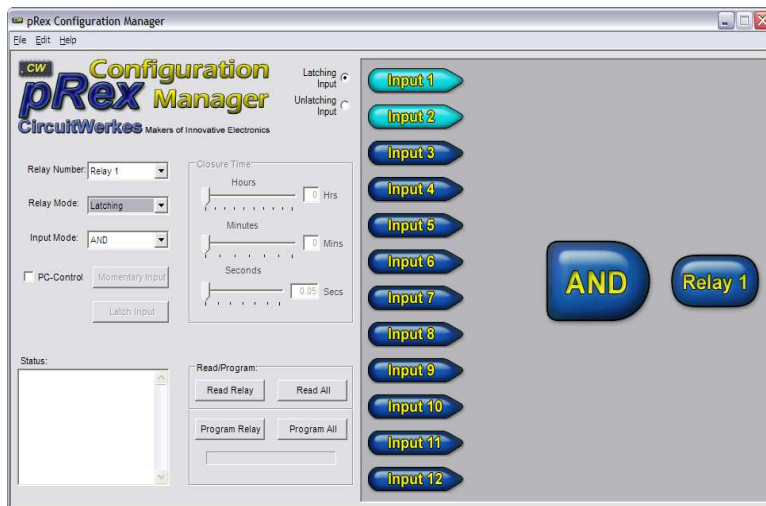 cw pRex Configuration Manager
File Edit Help
.CW Configuration
pRex Manager
CircuitWerkes Makers of Innovative Electronics
Latching Input
Unlatching Input
Relay Number: Relay 1
Relay Mode: Latching
Input Mode: AND
PC-Control Momentary Input
Latch Input
Closure Time:
Hours
0 Hrs
Minutes
0 Mins
Seconds
0.05 Secs
Status:
Read/Program:
Read Relay Read All
Program Relay Program All
Input 1
Input 2
Input 3
Input 4
Input 5
Input 6
Input 7
Input 8
Input 9
Input 10
Input 11
Input 12
AND
Relay 1